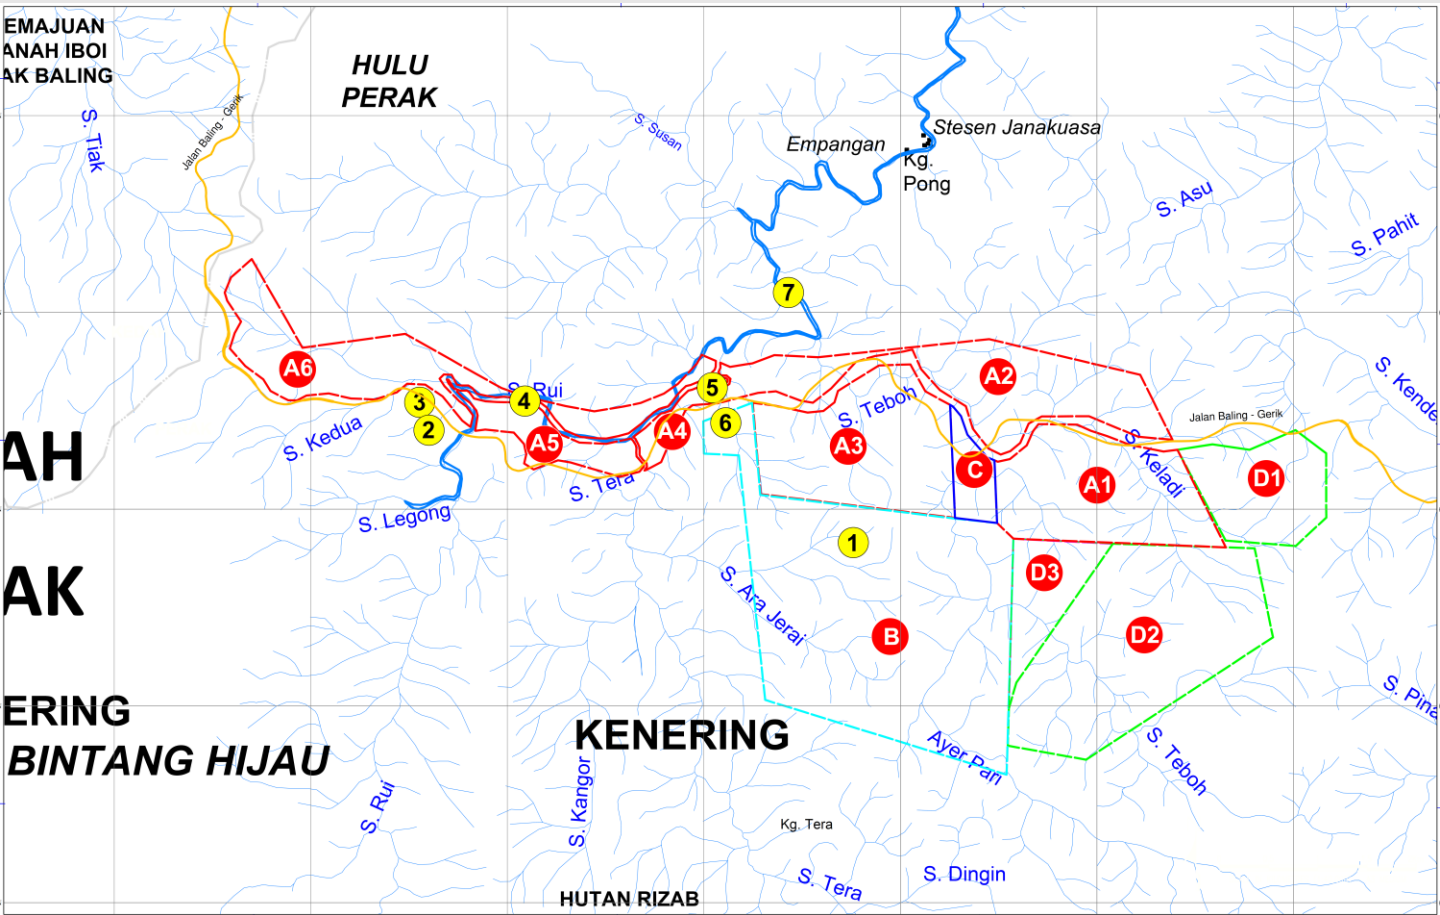 EMAJUAN
ANAH IBOI
AK BALING
HULU
PERAK
S. Tiak
Jalan Baling - Gerik
S. Susan
Empangan
Stesen Janakuasa
Kg.
Pong
S. Asu
S. Pahit
7
A6
S. Rui
5
A2
S. Kende
3
4
S. Teboh
Jalan Baling - Gerik
2
S. Kedua
A5
A4
6
A3
C
A1
S. Keladi
D1
AH
S. Tera
S. Legong
1
AK
S. Ara Jerai
D3
B
D2
ERING
BINTANG HIJAU
KENERING
Ayer Pari
S. Pina
S. Teboh
S. Rui
S. Kangor
Kg. Tera
S. Tera
S. Dingin
HUTAN RIZAB